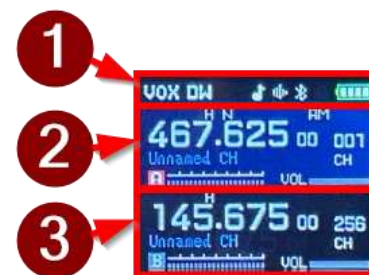 1
VOX DW
H N AM
2
467.625 00 001
Unnamed CH CH
A VOL
H
3
145.675 00 256
Unnamed CH CH
B VOL